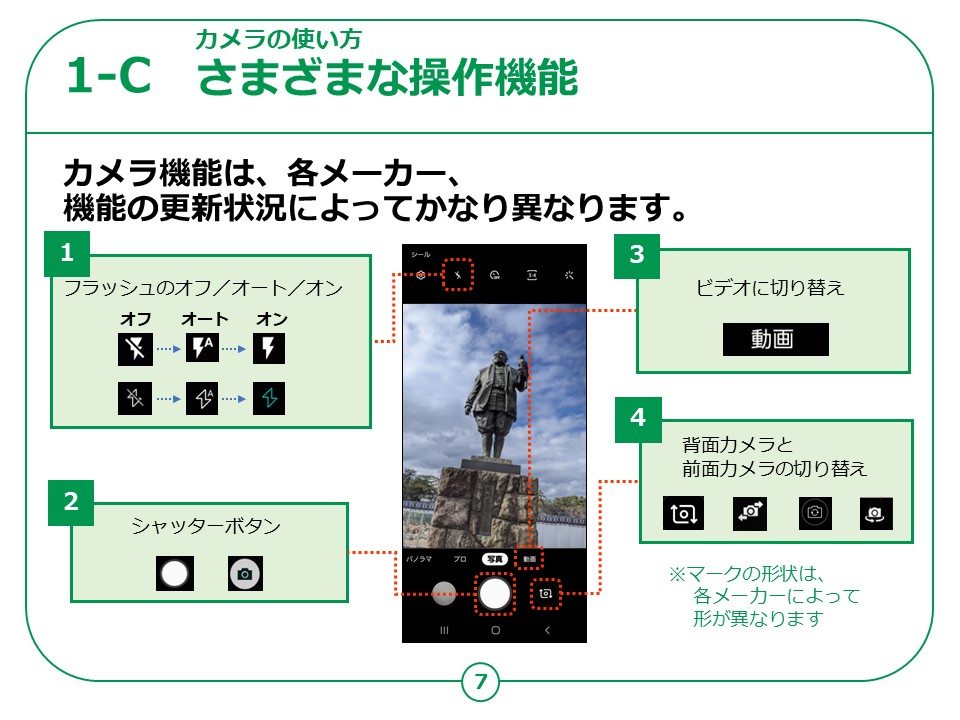 カメラの使い方
1-C さまざまな操作機能
カメラ機能は、各メーカー、
機能の更新状況によってかなり異なります。
1
フラッシュのオフ／オート／オン
オフ オート オン
A
A
2
シャッターボタン
シール
3:4
パノラマ プロ 写真 動画
3
ビデオに切り替え
動画
4
背面カメラと
前面カメラの切り替え
※マークの形状は、
各メーカーによって
形が異なります
7